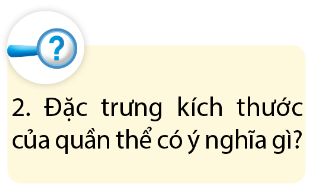 ?
2. Đặc trưng kích thước
của quần thể có ý nghĩa gì?